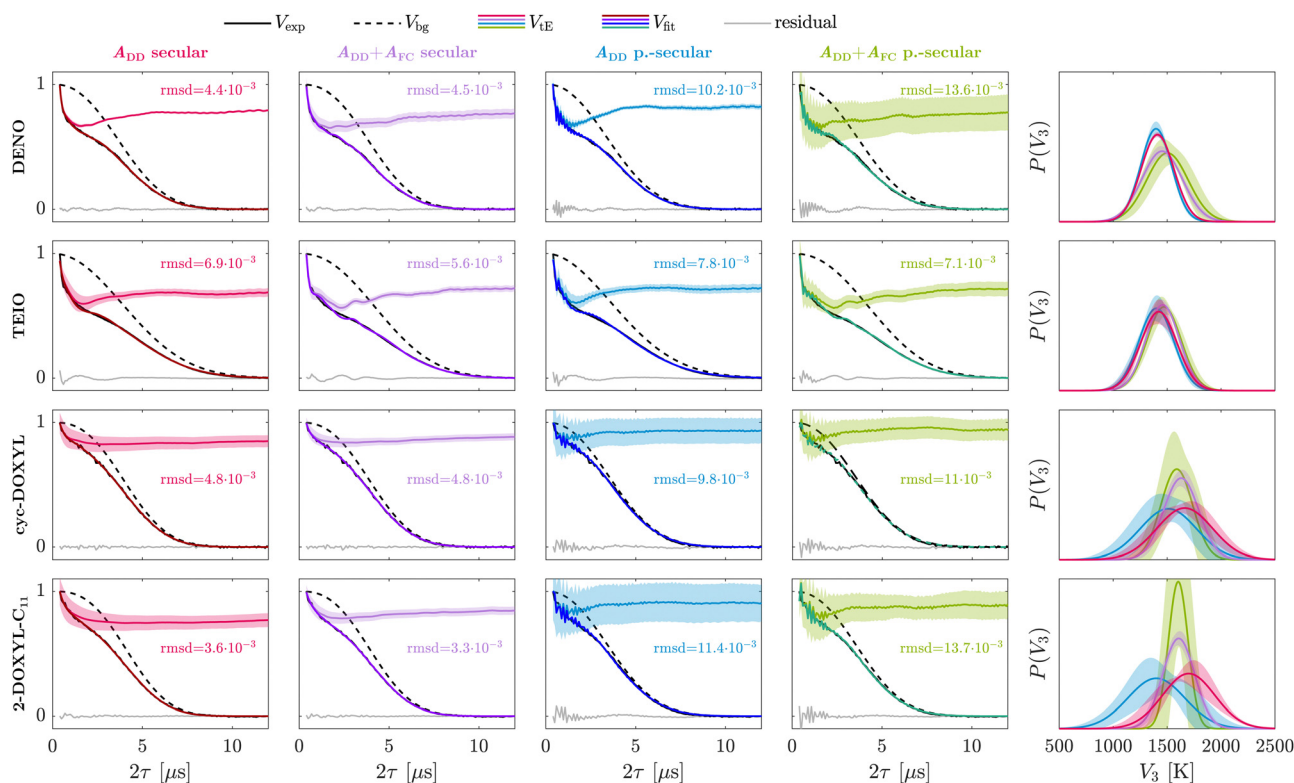 V_exp V_bg V_tE V_fit residual
A_DD secular A_DD+A_FC secular A_DD p.-secular A_DD+A_FC p.-secular
DENO
1
0
rmsd=4.4·10⁻³ rmsd=4.5·10⁻³ rmsd=10.2·10⁻³ rmsd=13.6·10⁻³
P(V₃)
TEIO
1
0
rmsd=6.9·10⁻³ rmsd=5.6·10⁻³ rmsd=7.8·10⁻³ rmsd=7.1·10⁻³
P(V₃)
cyc-DOXYL
1
0
rmsd=4.8·10⁻³ rmsd=4.8·10⁻³ rmsd=9.8·10⁻³ rmsd=11·10⁻³
P(V₃)
2-DOXYL-C₁₁
1
0
rmsd=3.6·10⁻³ rmsd=3.3·10⁻³ rmsd=11.4·10⁻³ rmsd=13.7·10⁻³
P(V₃)
0 5 10 0 5 10 0 5 10 0 5 10 500 1000 1500 2000 2500
2τ [μs] 2τ [μs] 2τ [μs] 2τ [μs] V₃ [K]